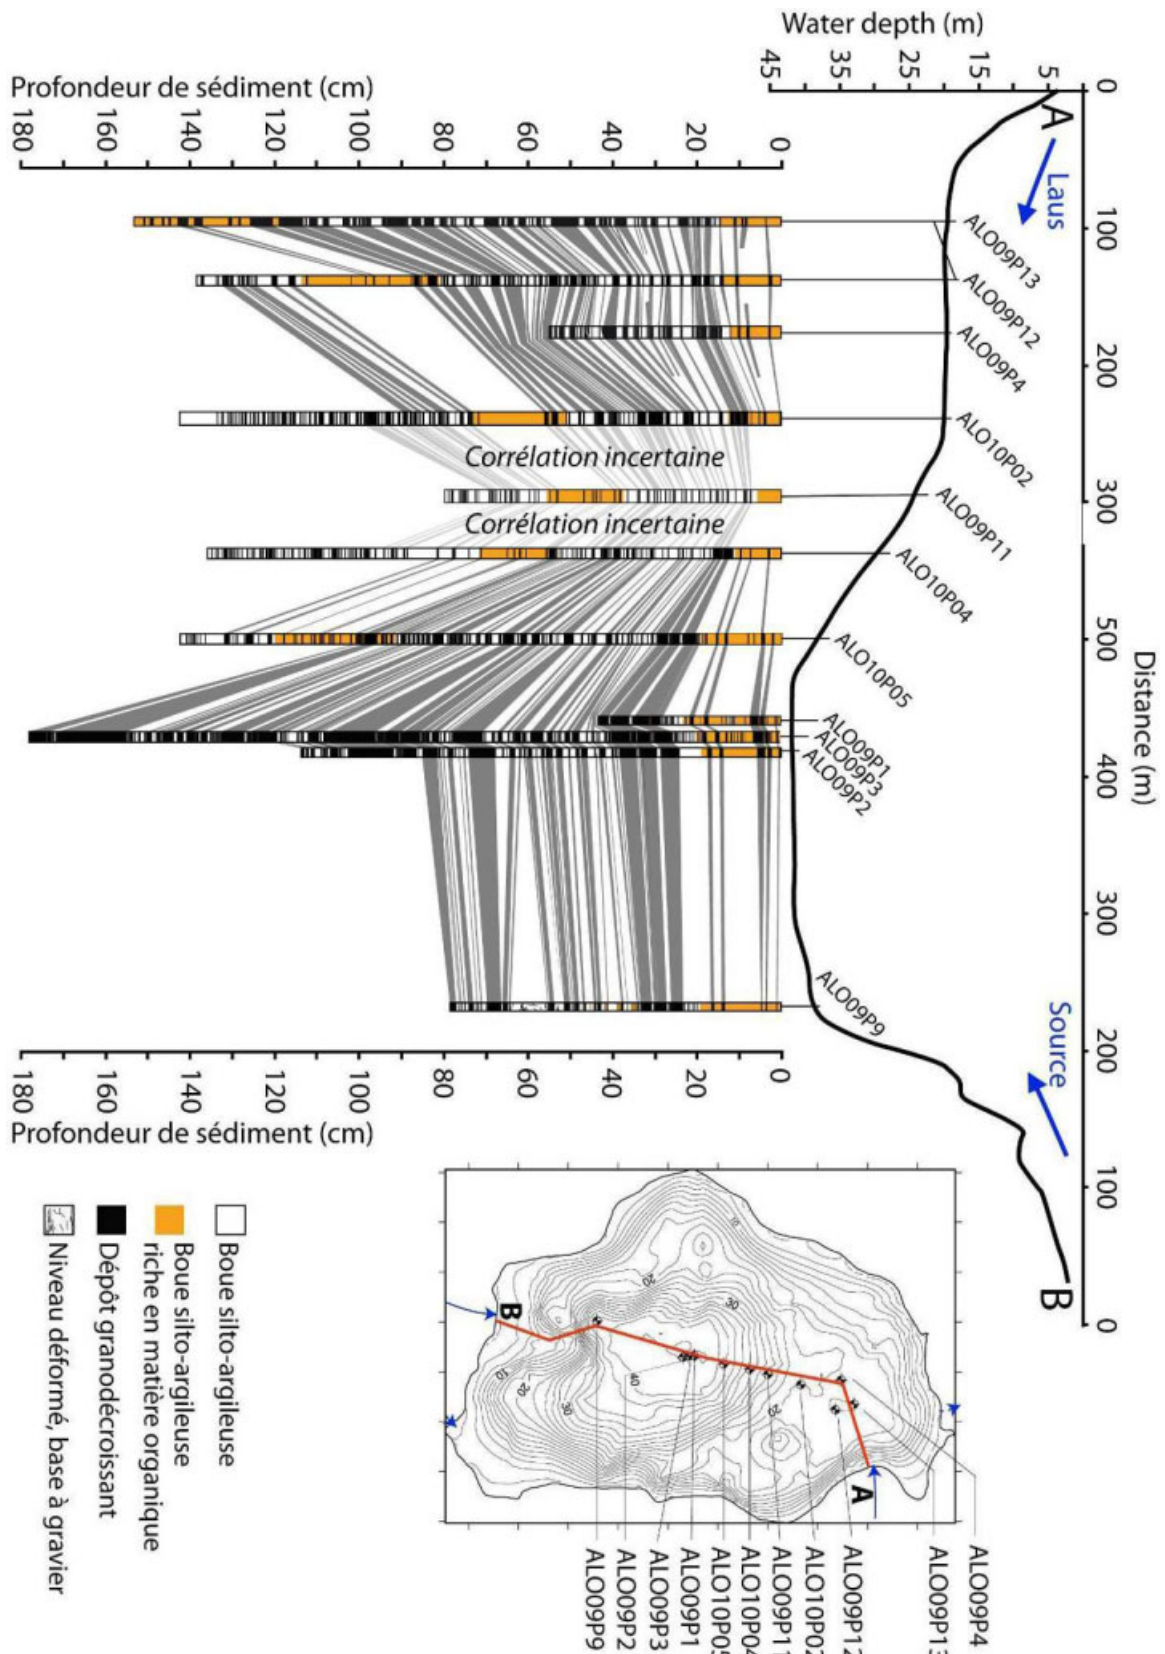 Water depth (m)
45
35
25
15
5
Distance (m)
0
100
200
300
500
400
300
200
100
0
A
B
Laus
Source
ALO09P13
ALO09P12
ALO09P4
ALO10P02
ALO09P11
ALO10P04
ALO10P05
ALO09P1
ALO09P3
ALO09P2
ALO09P9
Profondeur de sédiment (cm)
180
160
140
120
100
80
60
40
20
0
Corrélation incertaine
Corrélation incertaine
180
160
140
120
100
80
60
40
20
0
Profondeur de sédiment (cm)
Boue silto-argileuse
Boue silto-argileuse
riche en matière organique
Dépôt granodécroissant
Niveau déformé, base à gravier
B
A
10
20
30
40
10
20
30
20
ALO09P4
ALO09P13
ALO09P12
ALO10P02
ALO09P11
ALO10P04
ALO10P05
ALO09P1
ALO09P3
ALO09P2
ALO09P9